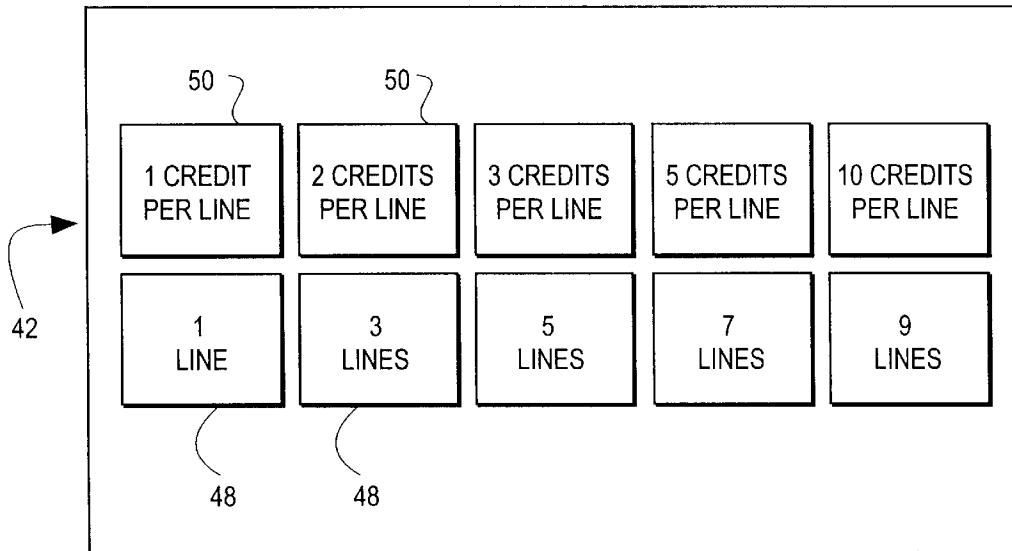 50 50
1 CREDIT
PER LINE
2 CREDITS
PER LINE
3 CREDITS
PER LINE
5 CREDITS
PER LINE
10 CREDITS
PER LINE
42
1
LINE
3
LINES
5
LINES
7
LINES
9
LINES
48 48